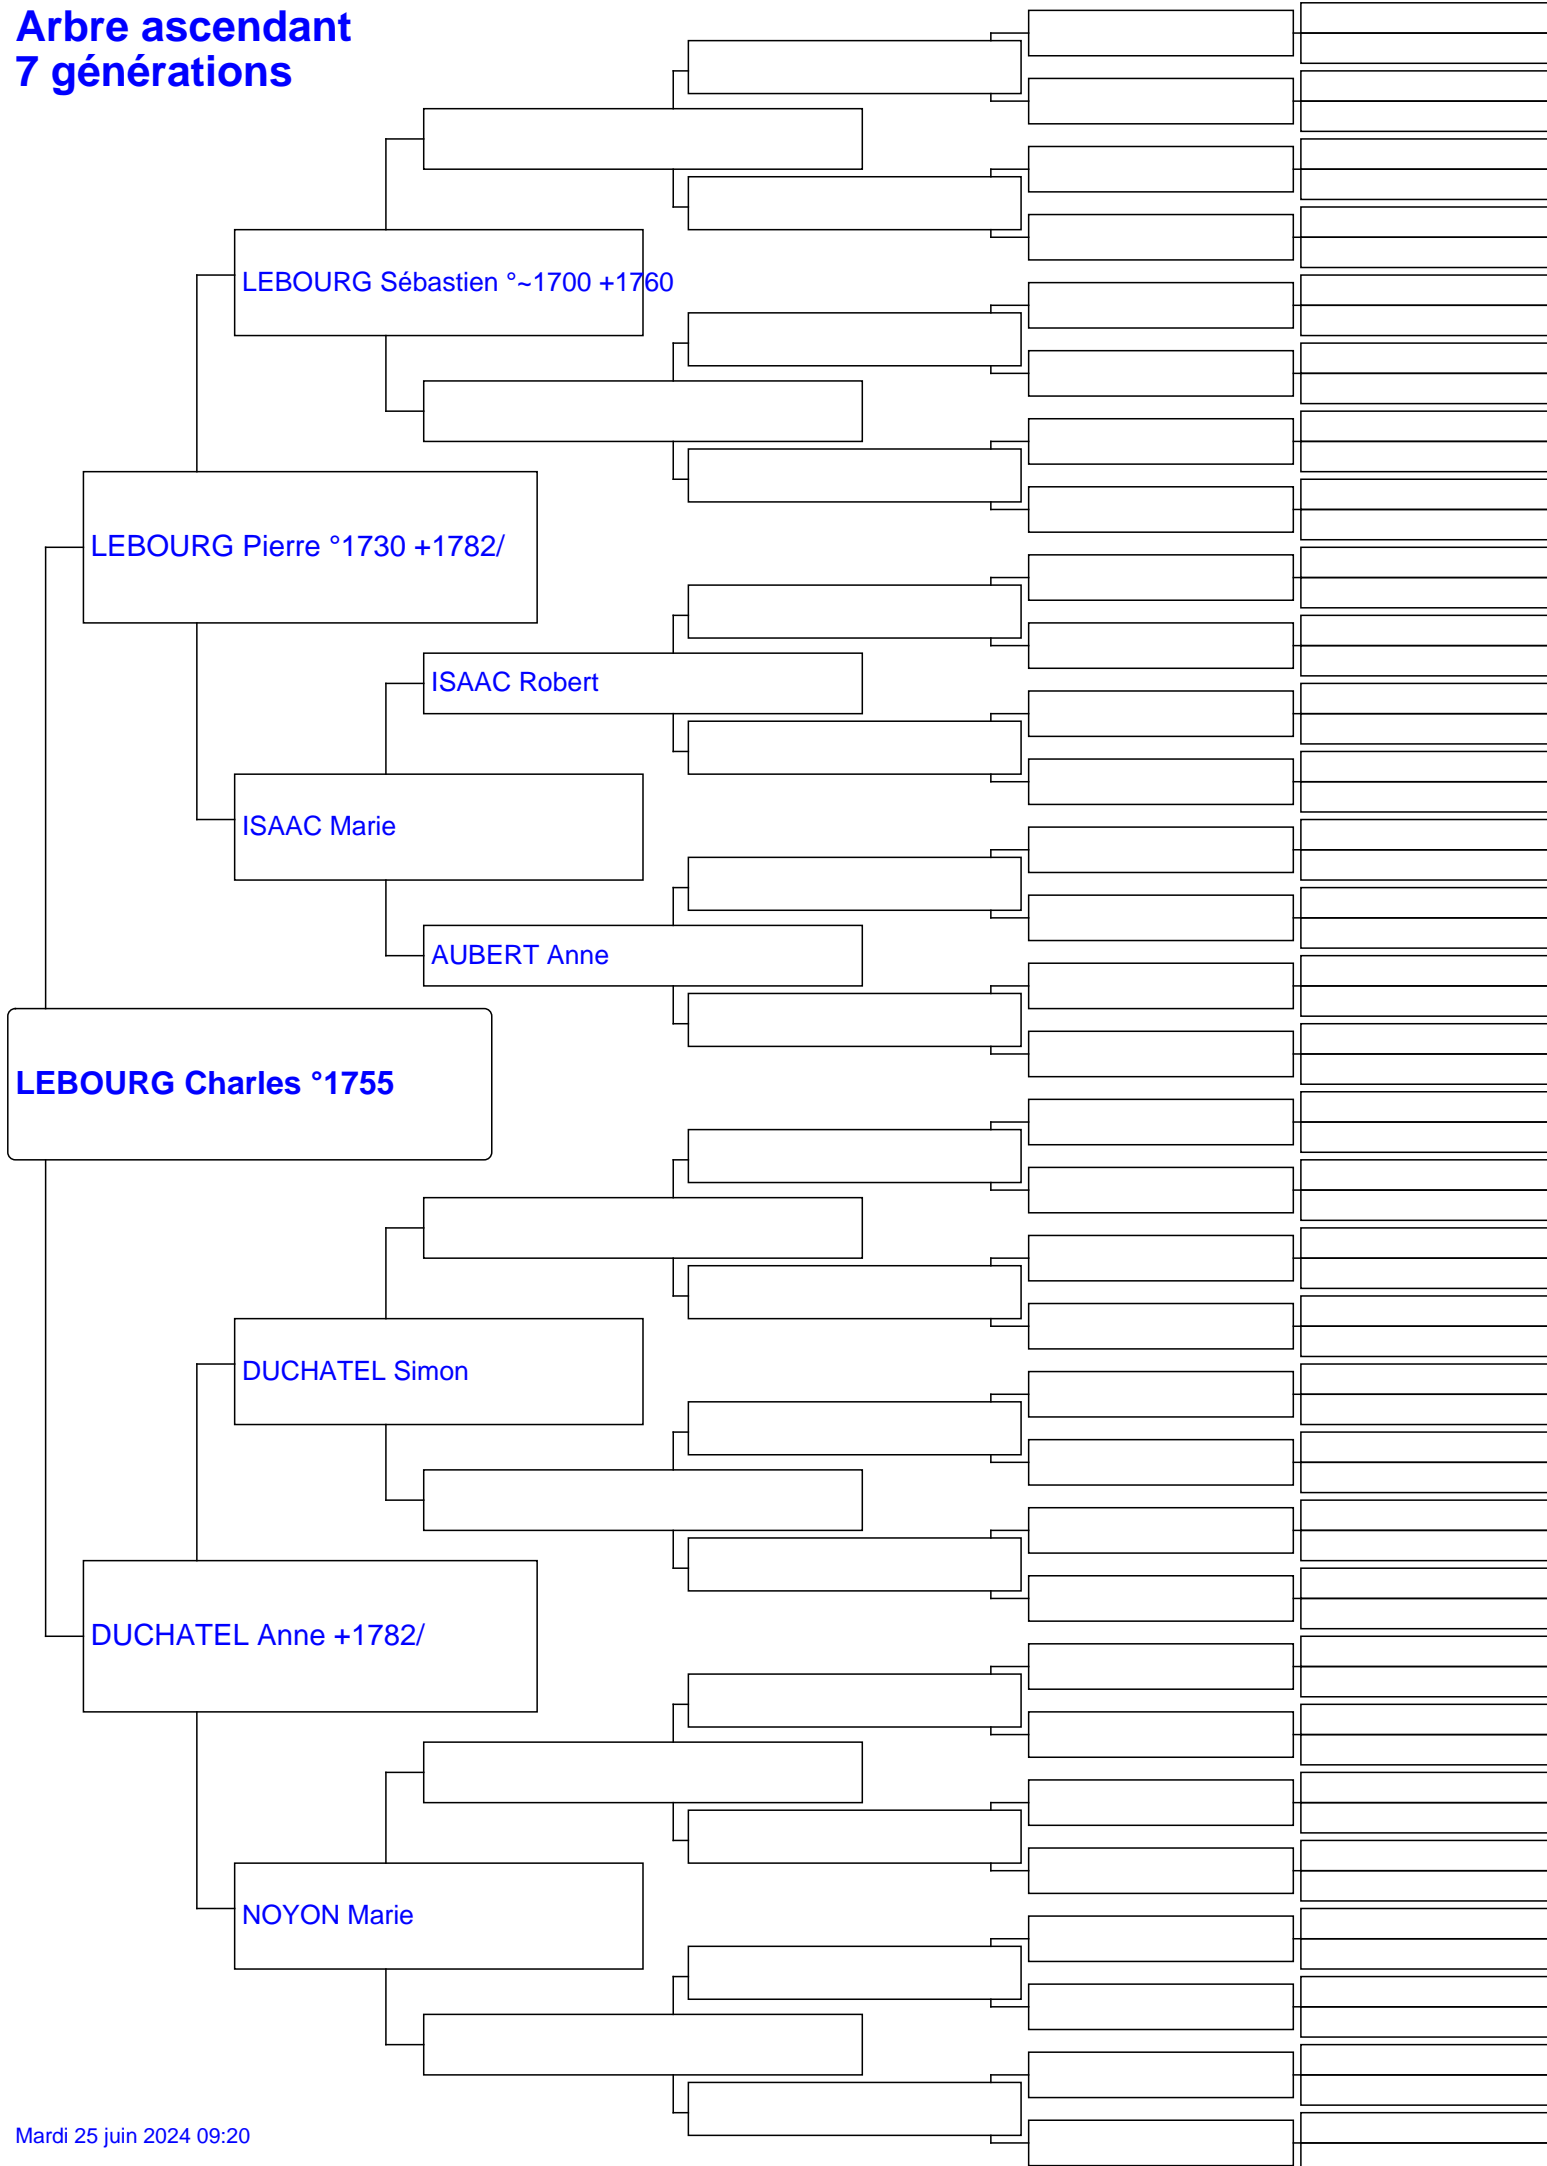 Arbre ascendant
7 générations
LEBOURG Sébastien °~1700 +1760
LEBOURG Pierre °1730 +1782/
ISAAC Robert
ISAAC Marie
AUBERT Anne
LEBOURG Charles °1755
DUCHATEL Simon
DUCHATEL Anne +1782/
NOYON Marie
Mardi 25 juin 2024 09:20